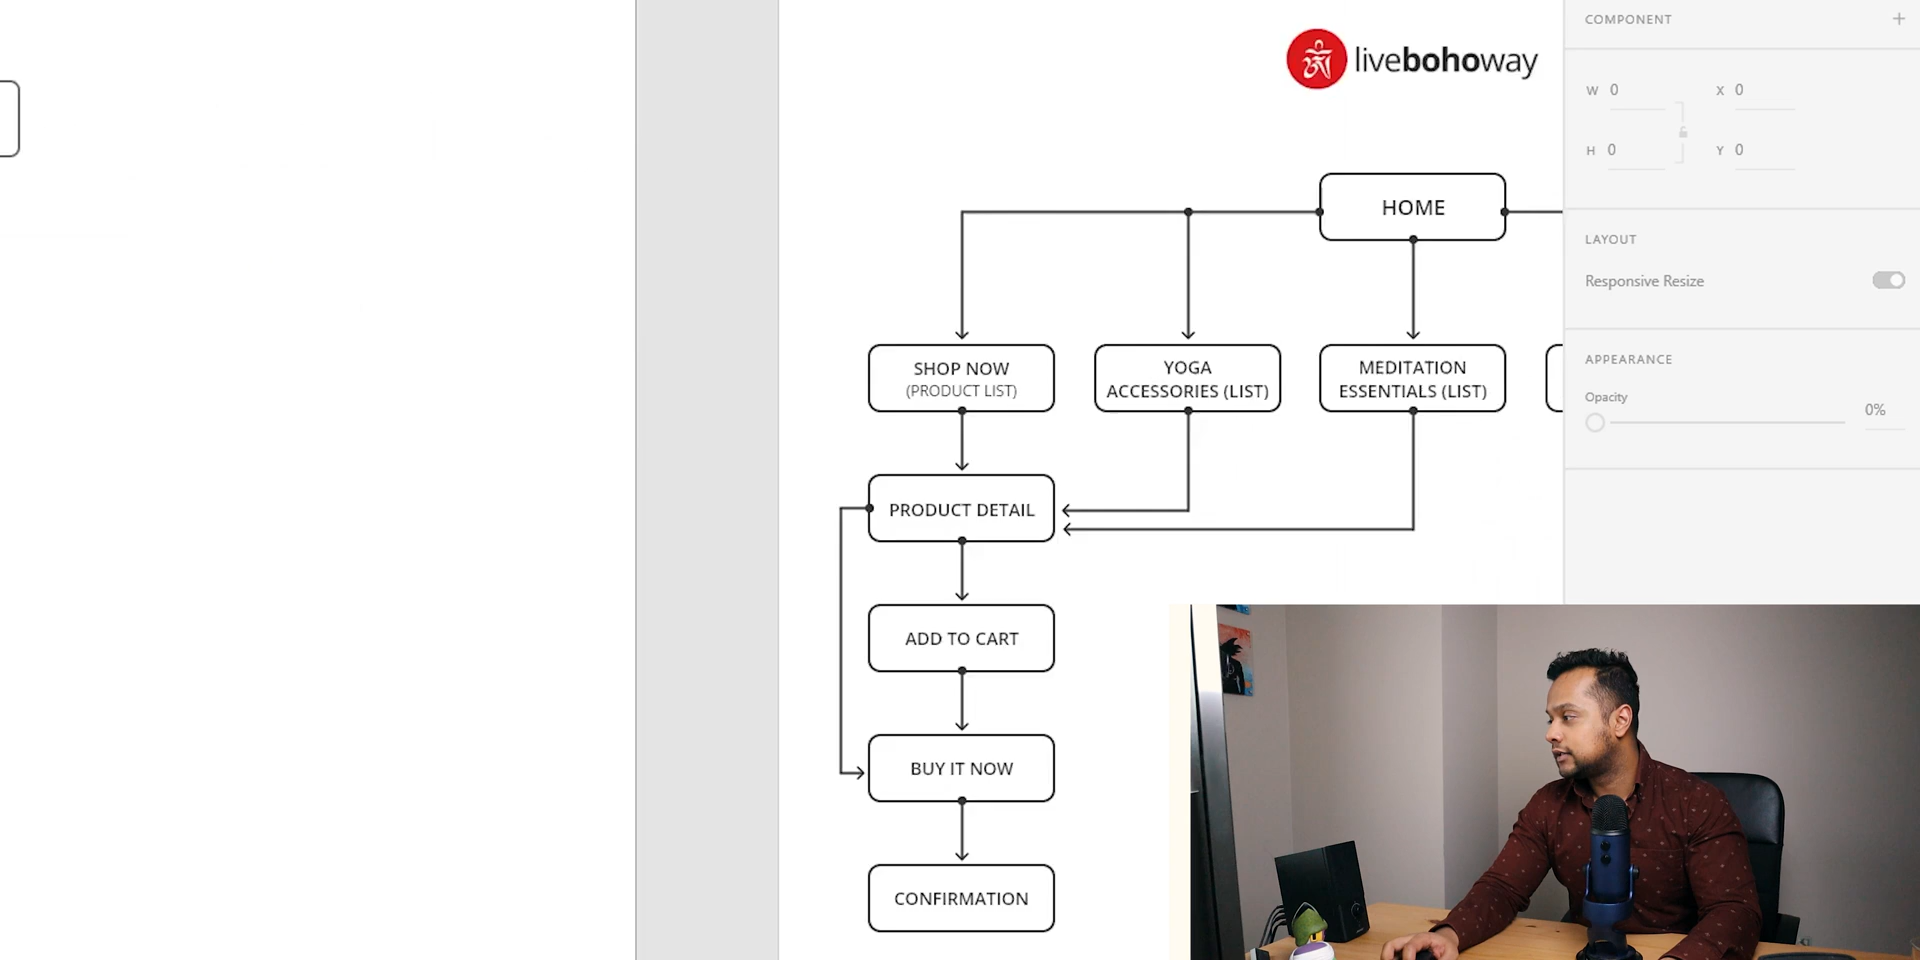 livebohoway
HOME
SHOP NOW
(PRODUCT LIST)
YOGA
ACCESSORIES (LIST)
MEDITATION
ESSENTIALS (LIST)
PRODUCT DETAIL
ADD TO CART
BUY IT NOW
CONFIRMATION
COMPONENT
W 0
X 0
H 0
Y 0
LAYOUT
Responsive Resize
APPEARANCE
Opacity
0%